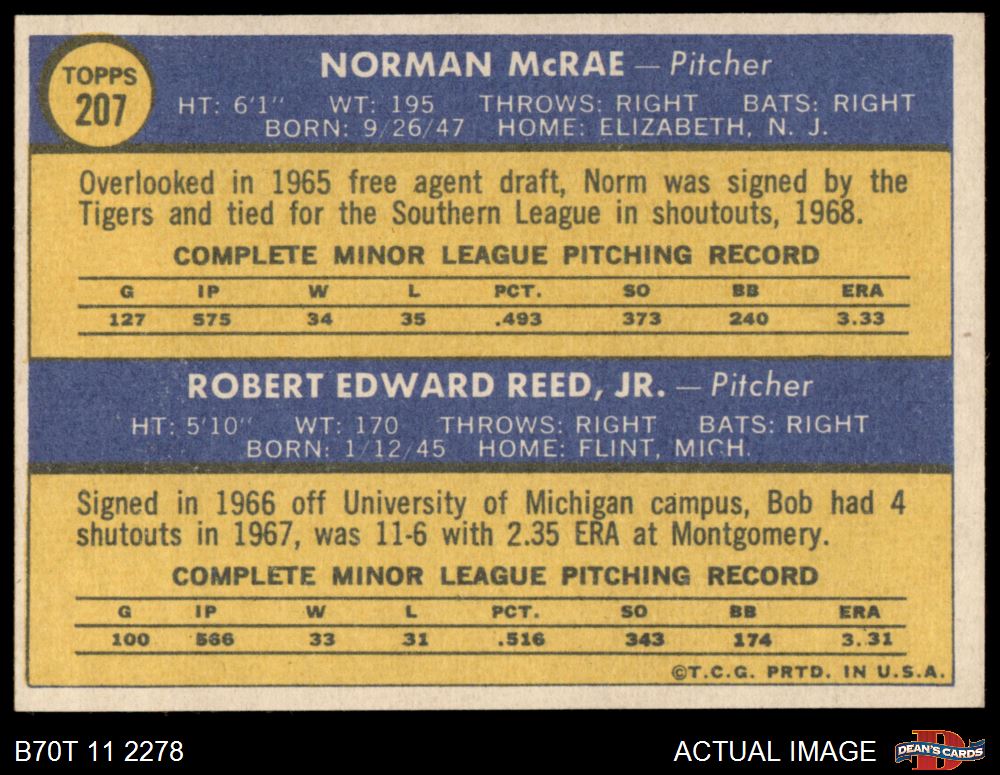 TOPPS
207
NORMAN McRAE — Pitcher
HT: 6'1" WT: 195 THROWS: RIGHT BATS: RIGHT
BORN: 9/26/47 HOME: ELIZABETH, N. J.
Overlooked in 1965 free agent draft, Norm was signed by the
Tigers and tied for the Southern League in shoutouts, 1968.
COMPLETE MINOR LEAGUE PITCHING RECORD
G IP W L PCT. SO BB ERA
127 575 34 35 .493 373 240 3.33
ROBERT EDWARD REED, JR. — Pitcher
HT: 5'10" WT: 170 THROWS: RIGHT BATS: RIGHT
BORN: 1/12/45 HOME: FLINT, MICH.
Signed in 1966 off University of Michigan campus, Bob had 4
shutouts in 1967, was 11-6 with 2.35 ERA at Montgomery.
COMPLETE MINOR LEAGUE PITCHING RECORD
G IP W L PCT. SO BB ERA
100 566 33 31 .516 343 174 3.31
©T.C.G. PRTD. IN U.S.A.
B70T 11 2278
ACTUAL IMAGE
D
DEAN'S CARDS